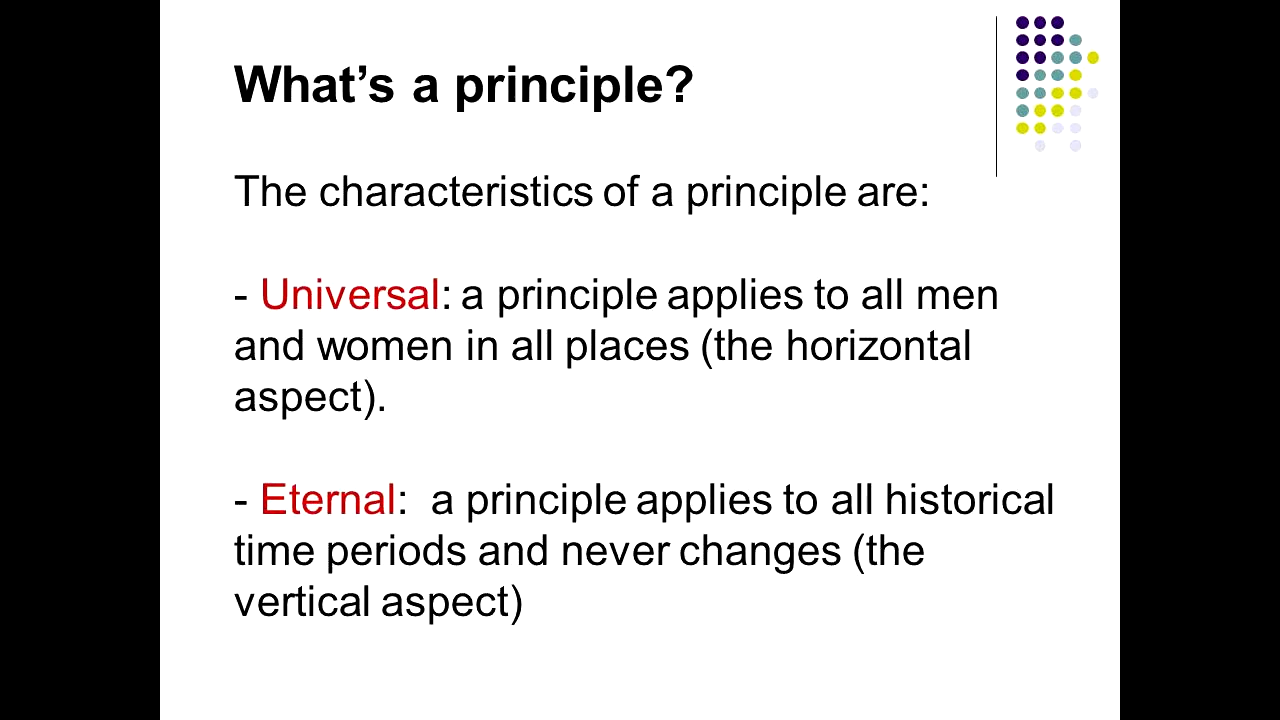 What’s a principle?
The characteristics of a principle are:
- Universal: a principle applies to all men
and women in all places (the horizontal
aspect).
- Eternal:  a principle applies to all historical
time periods and never changes (the
vertical aspect)